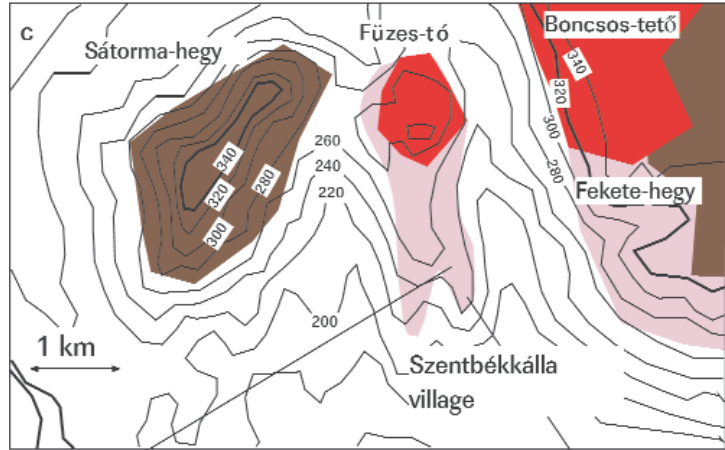 C
Sátorma-hegy
Füzes-tó
Boncsos-tető
340
320
300
280
260
240
220
340
320
300
280
Fekete-hegy
200
1 km
Szentbékkálla
village